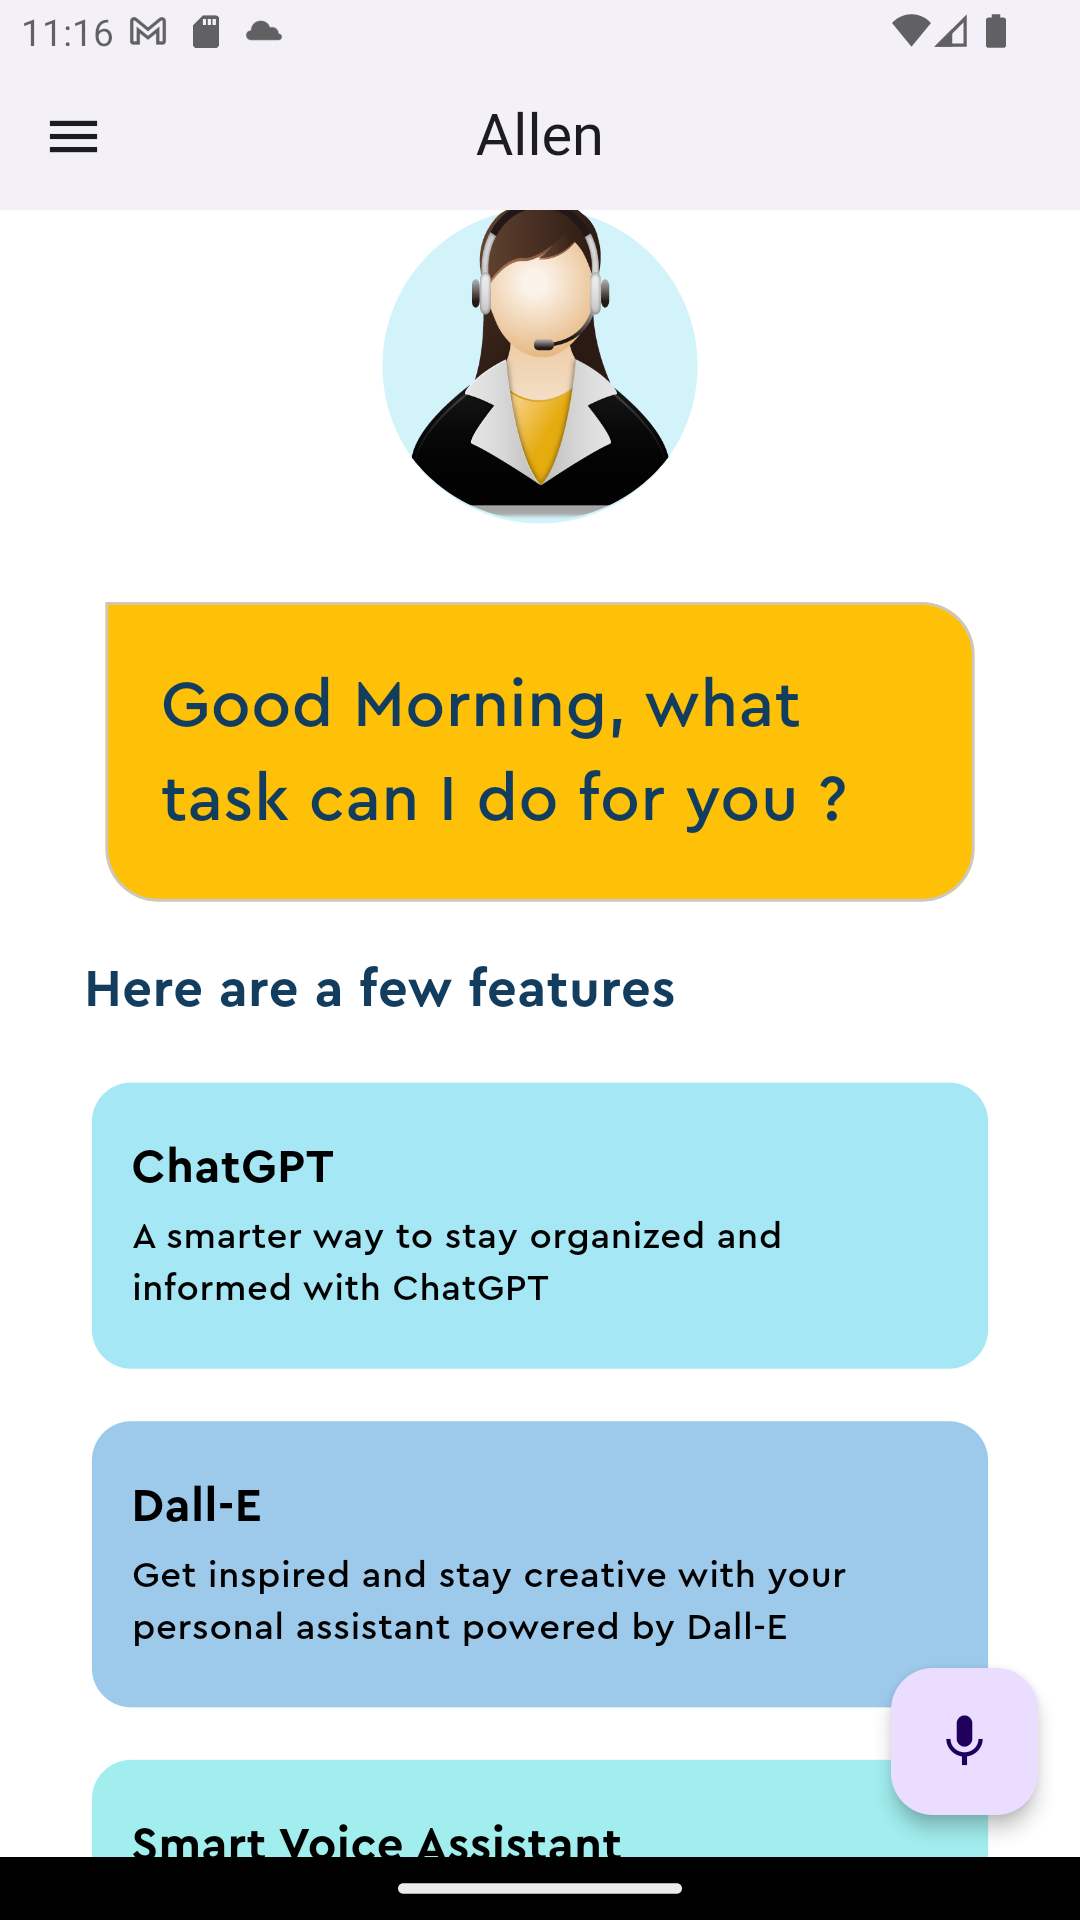 11:16
Allen
Good Morning, what
task can I do for you ?
Here are a few features
ChatGPT
A smarter way to stay organized and
informed with ChatGPT
Dall-E
Get inspired and stay creative with your
personal assistant powered by Dall-E
Smart Voice Assistant